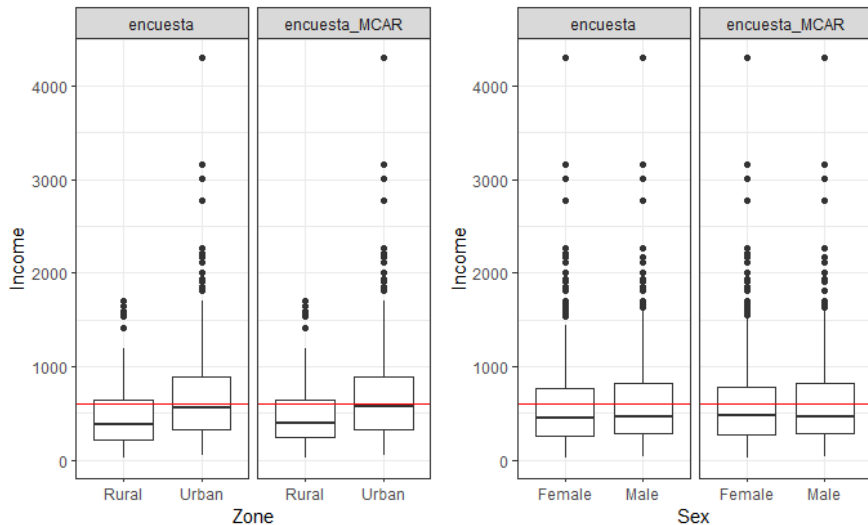 encuesta
encuesta_MCAR
Income
4000
3000
2000
1000
0
Rural
Urban
Rural
Urban
Zone
encuesta
encuesta_MCAR
Income
4000
3000
2000
1000
0
Female
Male
Female
Male
Sex